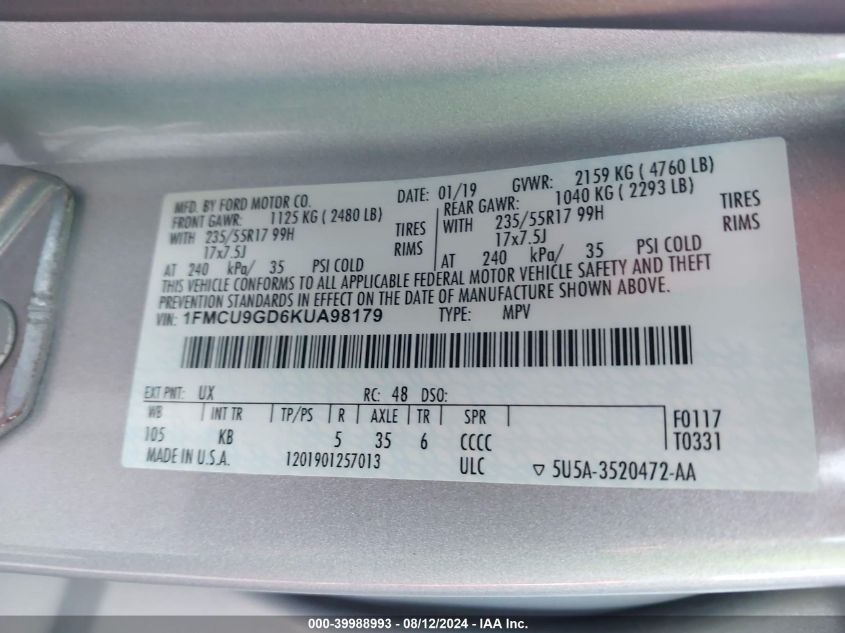 MFD. BY FORD MOTOR CO. DATE: 01/19 GVWR: 2159 KG ( 4760 LB)
FRONT GAWR: 1125 KG ( 2480 LB) REAR GAWR: 1040 KG ( 2293 LB)
WITH 235/55R17 99H TIRES WITH 235/55R17 99H TIRES
17x7.5J RIMS 17x7.5J RIMS
AT 240 kPa/ 35 PSI COLD AT 240 kPa/ 35 PSI COLD
THIS VEHICLE CONFORMS TO ALL APPLICABLE FEDERAL MOTOR VEHICLE SAFETY AND THEFT
PREVENTION STANDARDS IN EFFECT ON THE DATE OF MANUFACTURE SHOWN ABOVE.
VIN: 1FMCU9GD6KUA98179 TYPE: MPV
EXT PNT: UX RC: 48 DSO:
WB INT TR TP/PS R AXLE TR SPR F0117
105 KB 5 35 6 CCCC T0331
MADE IN U.S.A. 1201901257013 ULC ▽ 5U5A-3520472-AA
000-39988993 - 08/12/2024 - Copyright IAA, Inc.